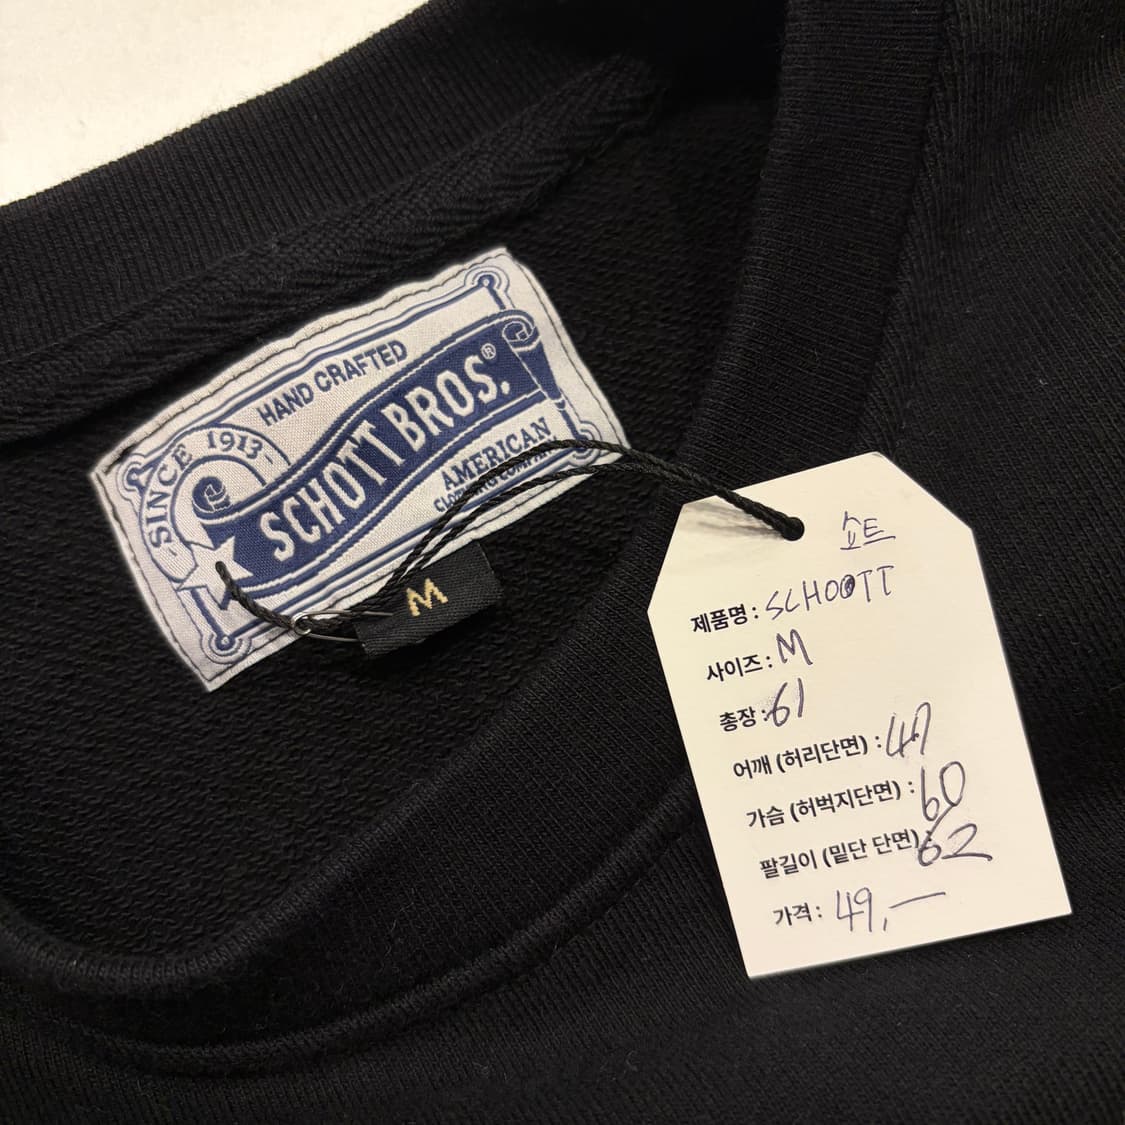 HAND CRAFTED
-SINCE 1913-
SCHOTT BROS.®
AMERICAN
CLOTHING COMPANY
M
쇼트
제품명 : SCHOOTT
사이즈 : M
총장 : 61
어깨 (허리단면) : 47
가슴 (허벅지단면) : 60
팔길이 (밑단 단면) : 62
가격 : 49,—